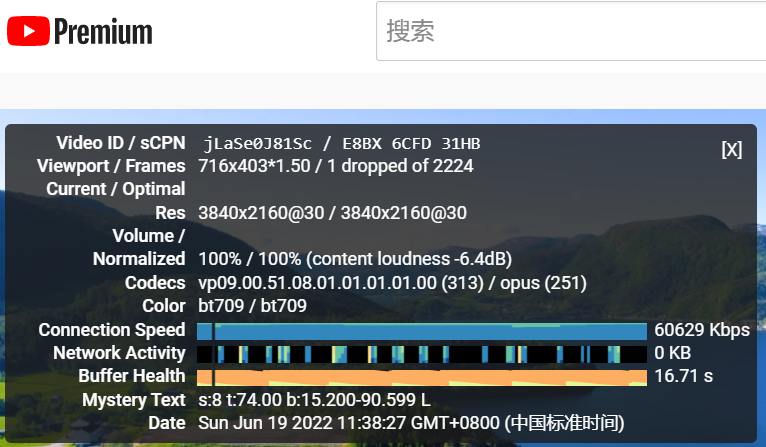 Premium
搜索
Video ID / sCPN jLaSe0J81Sc / E8BX 6CFD 31HB
[X]
Viewport / Frames 716x403*1.50 / 1 dropped of 2224
Current / Optimal
Res 3840x2160@30 / 3840x2160@30
Volume /
Normalized 100% / 100% (content loudness -6.4dB)
Codecs vp09.00.51.08.01.01.01.01.00 (313) / opus (251)
Color bt709 / bt709
Connection Speed 60629 Kbps
Network Activity 0 KB
Buffer Health 16.71 s
Mystery Text s:8 t:74.00 b:15.200-90.599 L
Date Sun Jun 19 2022 11:38:27 GMT+0800 (中国标准时间)